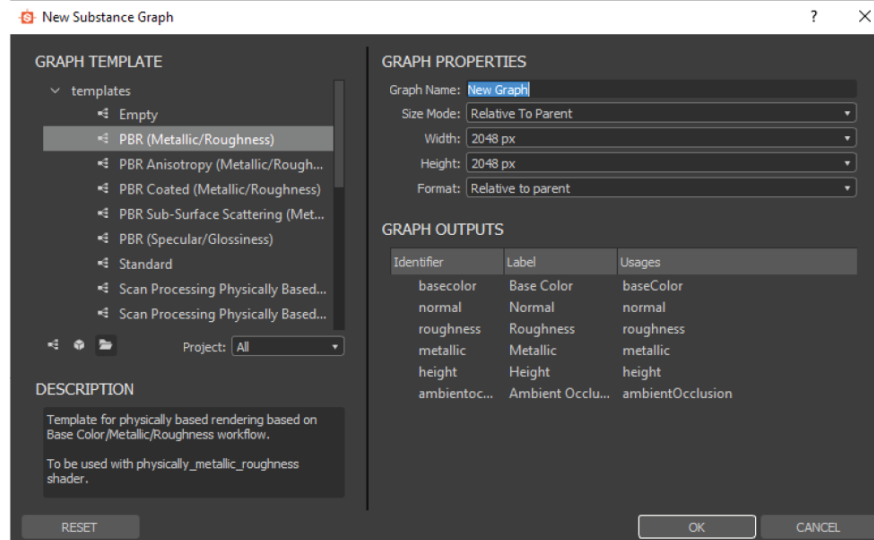 New Substance Graph
?
GRAPH TEMPLATE
templates
Empty
PBR (Metallic/Roughness)
PBR Anisotropy (Metallic/Rough...
PBR Coated (Metallic/Roughness)
PBR Sub-Surface Scattering (Met...
PBR (Specular/Glossiness)
Standard
Scan Processing Physically Based...
Scan Processing Physically Based...
Project: All
DESCRIPTION
Template for physically based rendering based on
Base Color/Metallic/Roughness workflow.
To be used with physically_metallic_roughness
shader.
RESET
GRAPH PROPERTIES
Graph Name: New Graph
Size Mode: Relative To Parent
Width: 2048 px
Height: 2048 px
Format: Relative to parent
GRAPH OUTPUTS
Identifier Label Usages
basecolor Base Color baseColor
normal Normal normal
roughness Roughness roughness
metallic Metallic metallic
height Height height
ambientoc... Ambient Occlu... ambientOcclusion
OK CANCEL